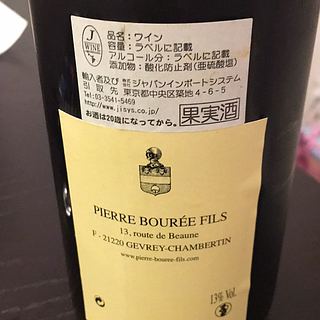 J
WINE
品名：ワイン
容量：ラベルに記載
アルコール分：ラベルに記載
添加物：酸化防止剤(亜硫酸塩)
輸入者及び 株式会社 ジャパンインポートシステム
引取先 東京都中央区築地4-6-5
Tel.03-3541-5469
http://www.jisys.co.jp/
お酒は20歳になってから。
果実酒
PIERRE BOURÉE FILS
13, route de Beaune
F - 21220 GEVREY-CHAMBERTIN
www.pierre-bouree-fils.com
13% Vol.